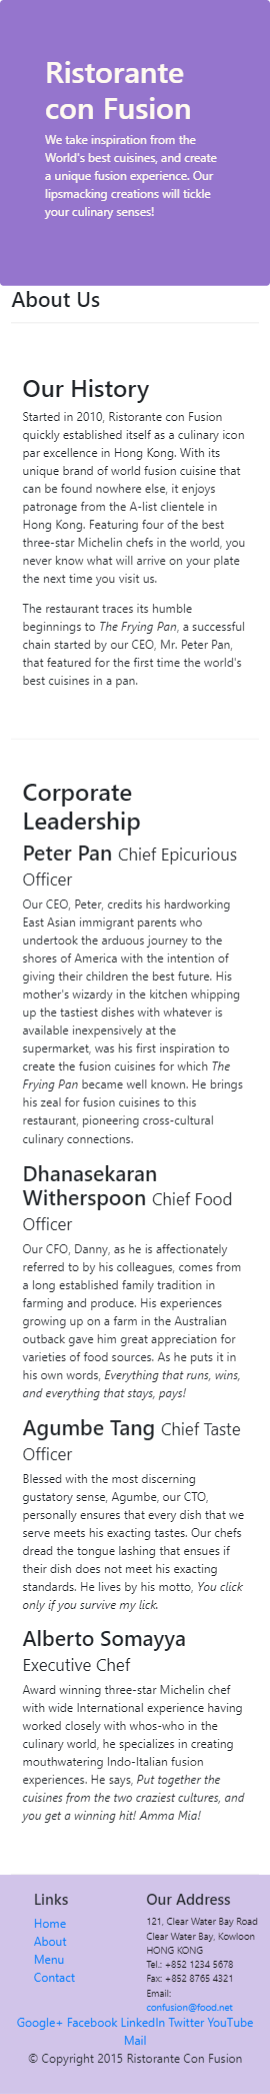 Ristorante
con Fusion
We take inspiration from the
World's best cuisines, and create
a unique fusion experience. Our
lipsmacking creations will tickle
your culinary senses!
About Us
Our History
Started in 2010, Ristorante con Fusion
quickly established itself as a culinary icon
par excellence in Hong Kong. With its
unique brand of world fusion cuisine that
can be found nowhere else, it enjoys
patronage from the A-list clientele in
Hong Kong. Featuring four of the best
three-star Michelin chefs in the world, you
never know what will arrive on your plate
the next time you visit us.
The restaurant traces its humble
beginnings to The Frying Pan, a successful
chain started by our CEO, Mr. Peter Pan,
that featured for the first time the world's
best cuisines in a pan.
Corporate
Leadership
Peter Pan Chief Epicurious
Officer
Our CEO, Peter, credits his hardworking
East Asian immigrant parents who
undertook the arduous journey to the
shores of America with the intention of
giving their children the best future. His
mother's wizardy in the kitchen whipping
up the tastiest dishes with whatever is
available inexpensively at the
supermarket, was his first inspiration to
create the fusion cuisines for which The
Frying Pan became well known. He brings
his zeal for fusion cuisines to this
restaurant, pioneering cross-cultural
culinary connections.
Dhanasekaran
Witherspoon Chief Food
Officer
Our CFO, Danny, as he is affectionately
referred to by his colleagues, comes from
a long established family tradition in
farming and produce. His experiences
growing up on a farm in the Australian
outback gave him great appreciation for
varieties of food sources. As he puts it in
his own words, Everything that runs, wins,
and everything that stays, pays!
Agumbe Tang Chief Taste
Officer
Blessed with the most discerning
gustatory sense, Agumbe, our CTO,
personally ensures that every dish that we
serve meets his exacting tastes. Our chefs
dread the tongue lashing that ensues if
their dish does not meet his exacting
standards. He lives by his motto, You click
only if you survive my lick.
Alberto Somayya
Executive Chef
Award winning three-star Michelin chef
with wide International experience having
worked closely with whos-who in the
culinary world, he specializes in creating
mouthwatering Indo-Italian fusion
experiences. He says, Put together the
cuisines from the two craziest cultures, and
you get a winning hit! Amma Mia!
Links
Home
About
Menu
Contact
Our Address
121, Clear Water Bay Road
Clear Water Bay, Kowloon
HONG KONG
Tel.: +852 1234 5678
Fax: +852 8765 4321
Email:
confusion@food.net
Google+ Facebook LinkedIn Twitter YouTube
Mail
© Copyright 2015 Ristorante Con Fusion